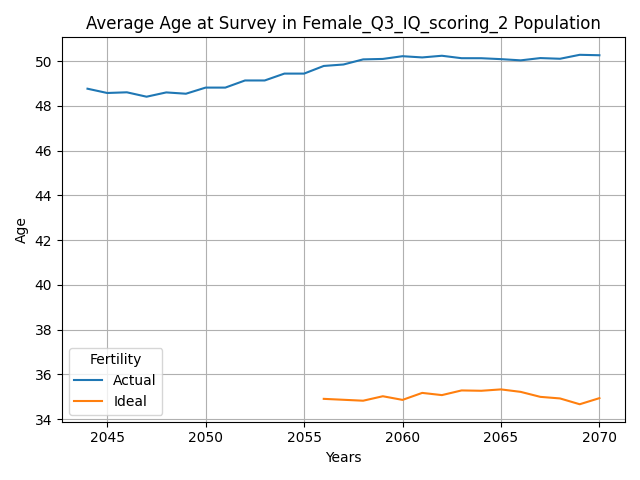 Average Age at Survey in Female_Q3_IQ_scoring_2 Population
Age
50
48
46
44
42
40
38
36
34
Fertility
Actual
Ideal
2045 2050 2055 2060 2065 2070
Years